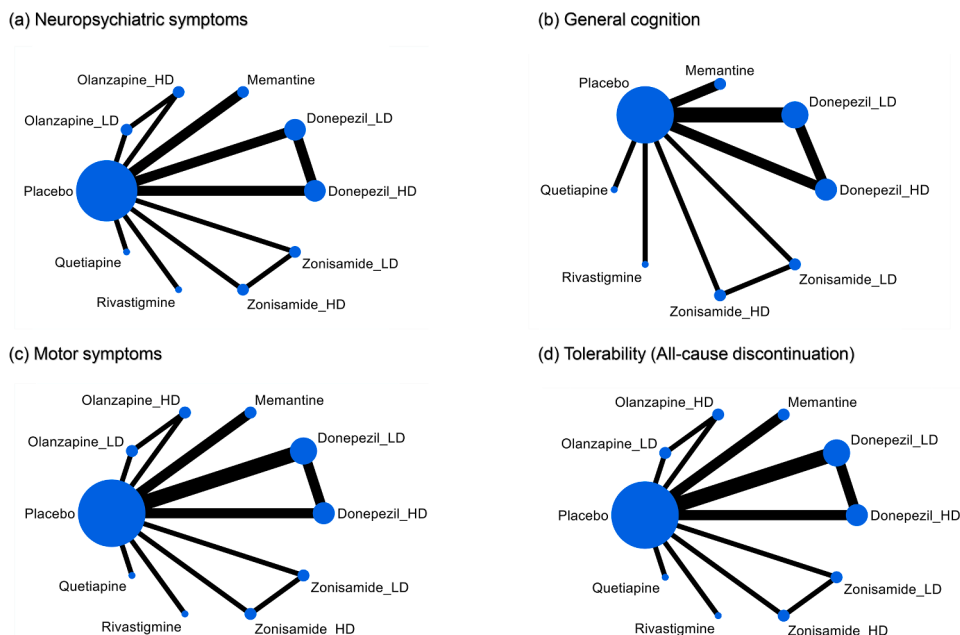 (a) Neuropsychiatric symptoms
Olanzapine_HD
Memantine
Olanzapine_LD
Donepezil_LD
Placebo
Donepezil_HD
Quetiapine
Zonisamide_LD
Rivastigmine
Zonisamide_HD
(b) General cognition
Placebo
Memantine
Donepezil_LD
Quetiapine
Donepezil_HD
Rivastigmine
Zonisamide_LD
Zonisamide_HD
(c) Motor symptoms
Olanzapine_HD
Memantine
Olanzapine_LD
Donepezil_LD
Placebo
Donepezil_HD
Quetiapine
Zonisamide_LD
Rivastigmine
Zonisamide_HD
(d) Tolerability (All-cause discontinuation)
Olanzapine_HD
Memantine
Olanzapine_LD
Donepezil_LD
Placebo
Donepezil_HD
Quetiapine
Zonisamide_LD
Rivastigmine
Zonisamide_HD